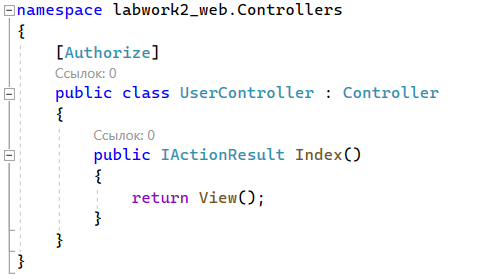 namespace labwork2_web.Controllers
{
    [Authorize]
    Ссылок: 0
    public class UserController : Controller
    {
        Ссылок: 0
        public IActionResult Index()
        {
            return View();
        }
    }
}